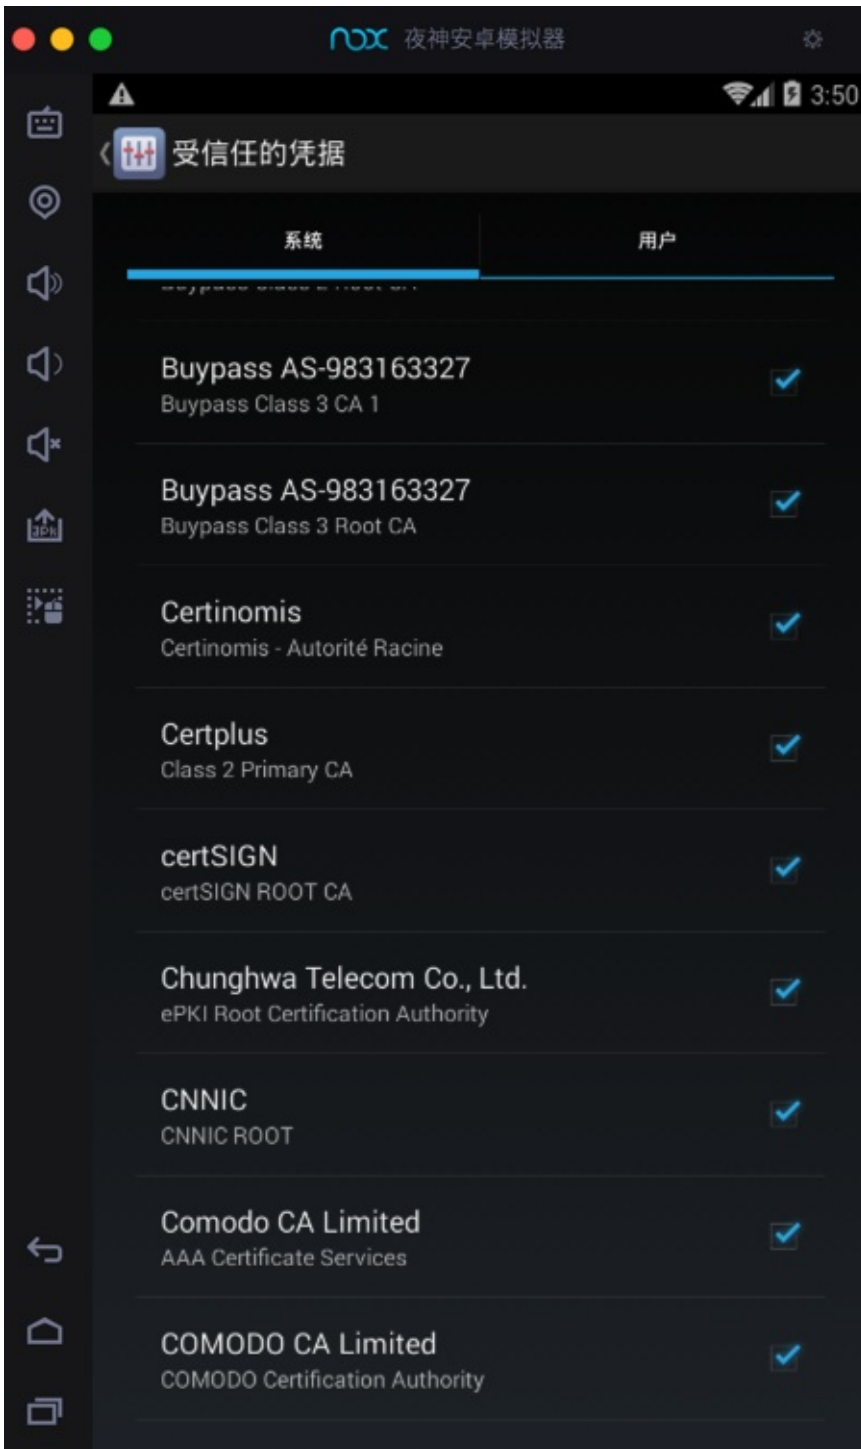 nox 夜神安卓模拟器
3:50
受信任的凭据
系统
用户
Buypass AS-983163327
Buypass Class 3 CA 1
Buypass AS-983163327
Buypass Class 3 Root CA
Certinomis
Certinomis - Autorité Racine
Certplus
Class 2 Primary CA
certSIGN
certSIGN ROOT CA
Chunghwa Telecom Co., Ltd.
ePKI Root Certification Authority
CNNIC
CNNIC ROOT
Comodo CA Limited
AAA Certificate Services
COMODO CA Limited
COMODO Certification Authority